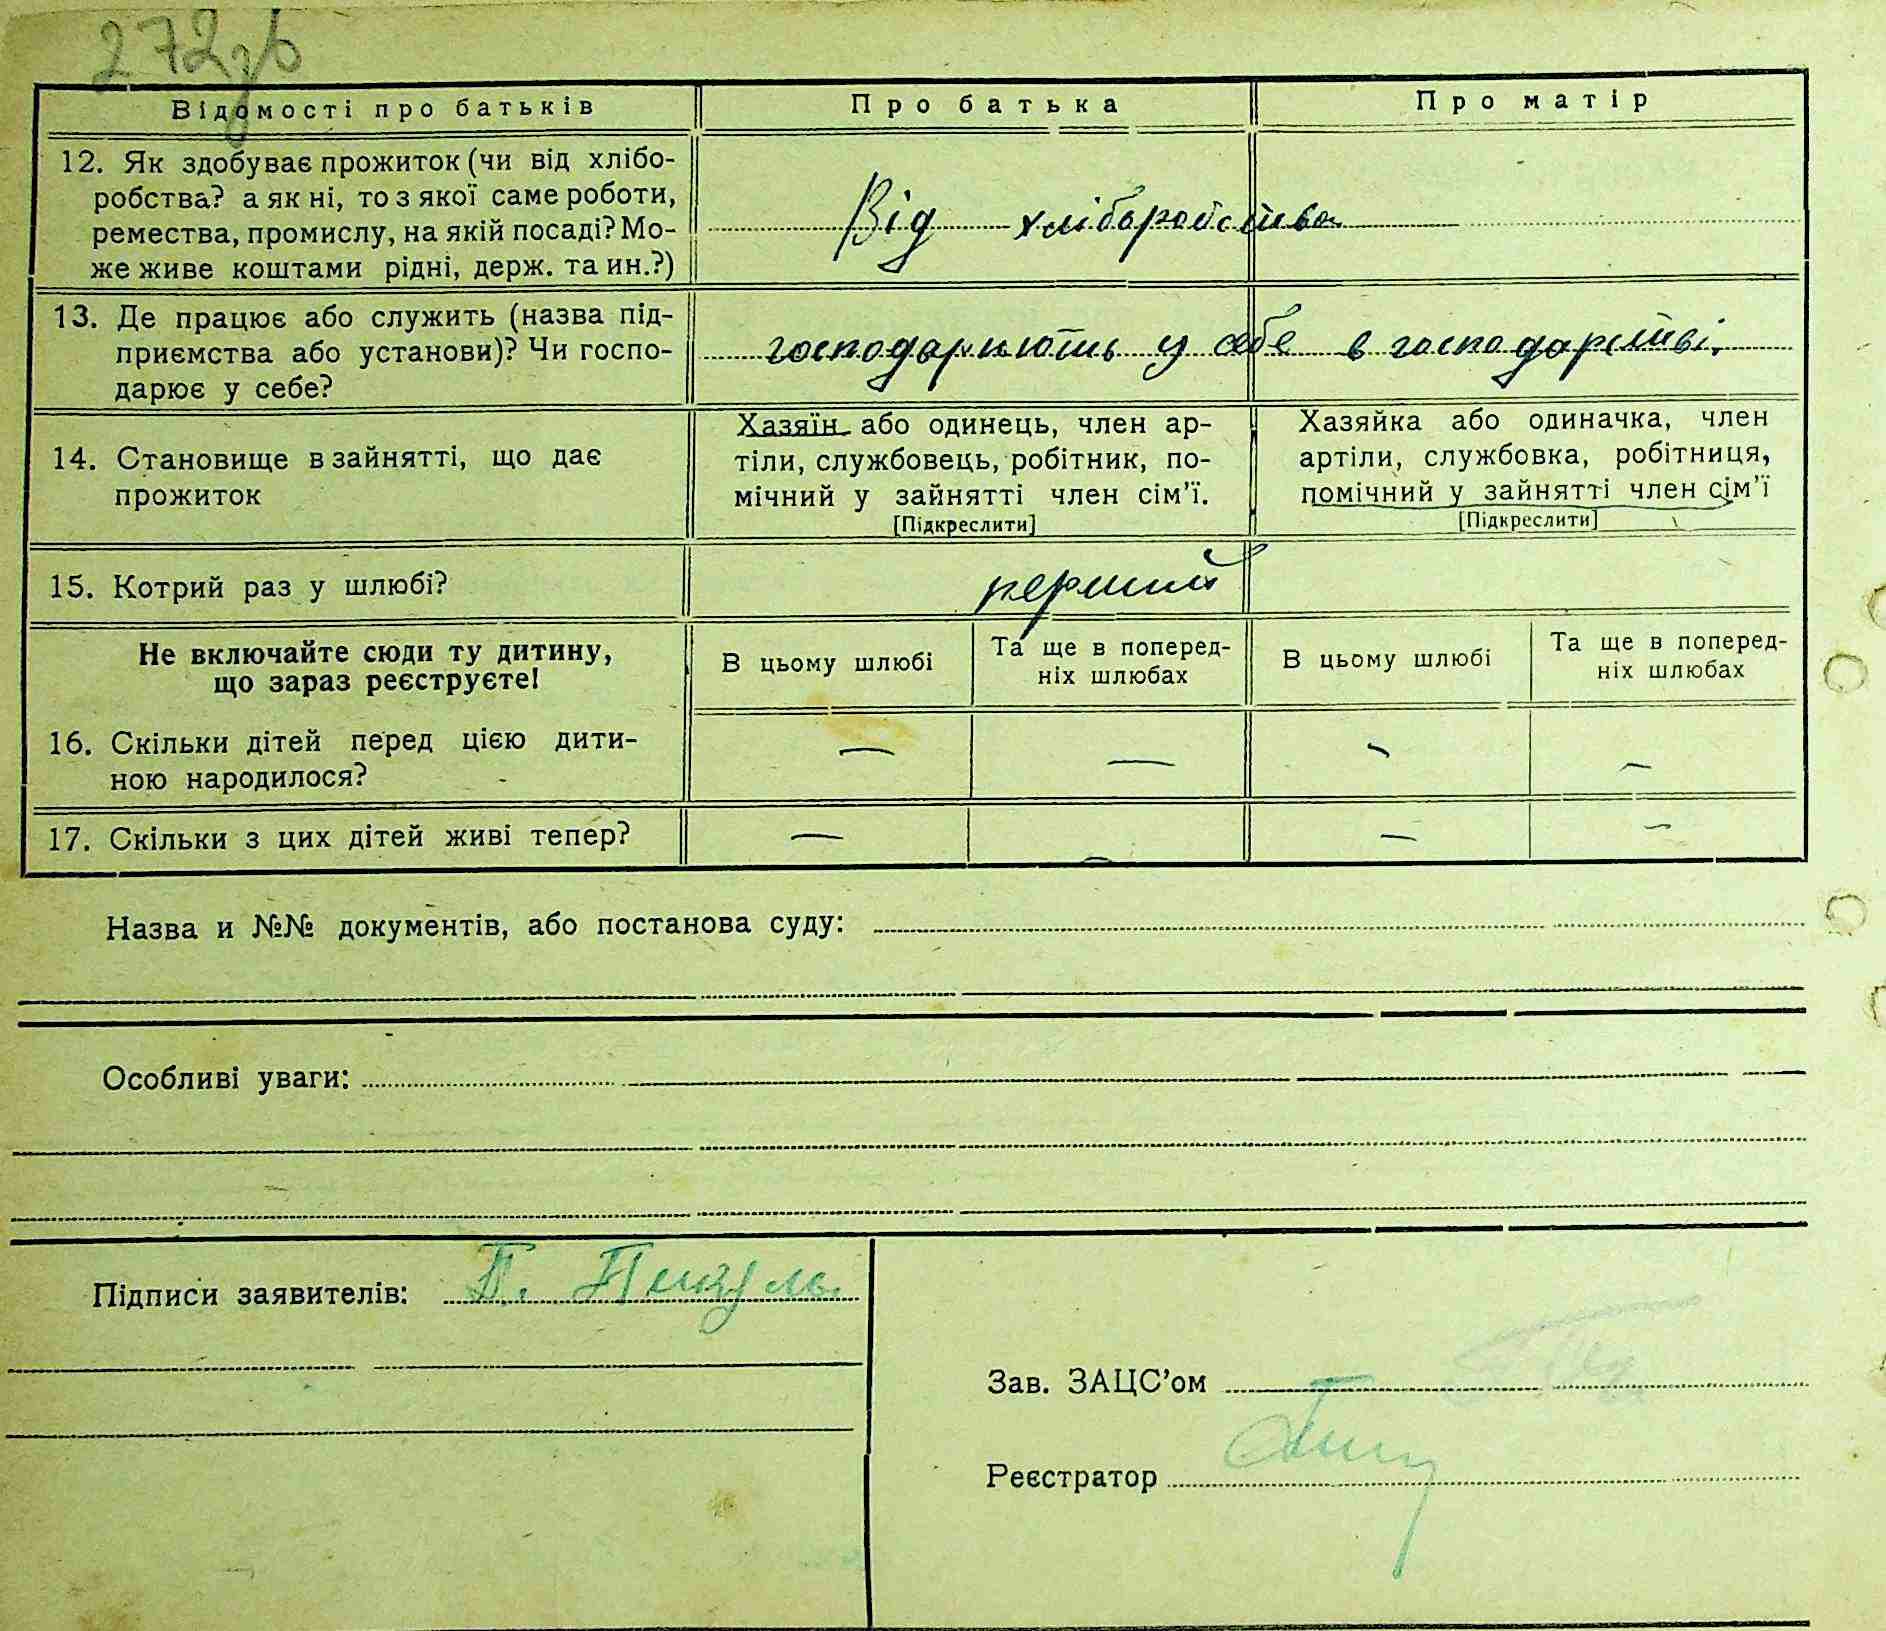 272зв
Відомості про батьків
Про батька
Про матір
12. Як здобуває прожиток (чи від хлібо-
робства? а як ні, то з якої саме роботи,
ремества, промислу, на якій посаді? Мо-
же живе коштами рідні, держ. та ин.?)
Від хліборобства
13. Де працює або служить (назва під-
приємства або установи)? Чи госпо-
дарює у себе?
господарюють у себе в господарстві.
14. Становище в зайнятті, що дає
прожиток
Хазяїн або одинець, член ар-
тіли, службовець, робітник, по-
мічний у зайнятті член сім'ї.
[Підкреслити]
Хазяйка або одиначка, член
артіли, службовка, робітниця,
помічний у зайнятті член сім'ї
[Підкреслити]
15. Котрий раз у шлюбі?
перший
Не включайте сюди ту дитину,
що зараз реєструєте!
В цьому шлюбі
Та ще в поперед-
ніх шлюбах
В цьому шлюбі
Та ще в поперед-
ніх шлюбах
16. Скільки дітей перед цією дити-
ною народилося?
— — — —
17. Скільки з цих дітей живі тепер?
— — — —
Назва и №№ документів, або постанова суду:
Особливі уваги:
Підписи заявителів: П. Пикуль.
Зав. ЗАЦС'ом
Реєстратор